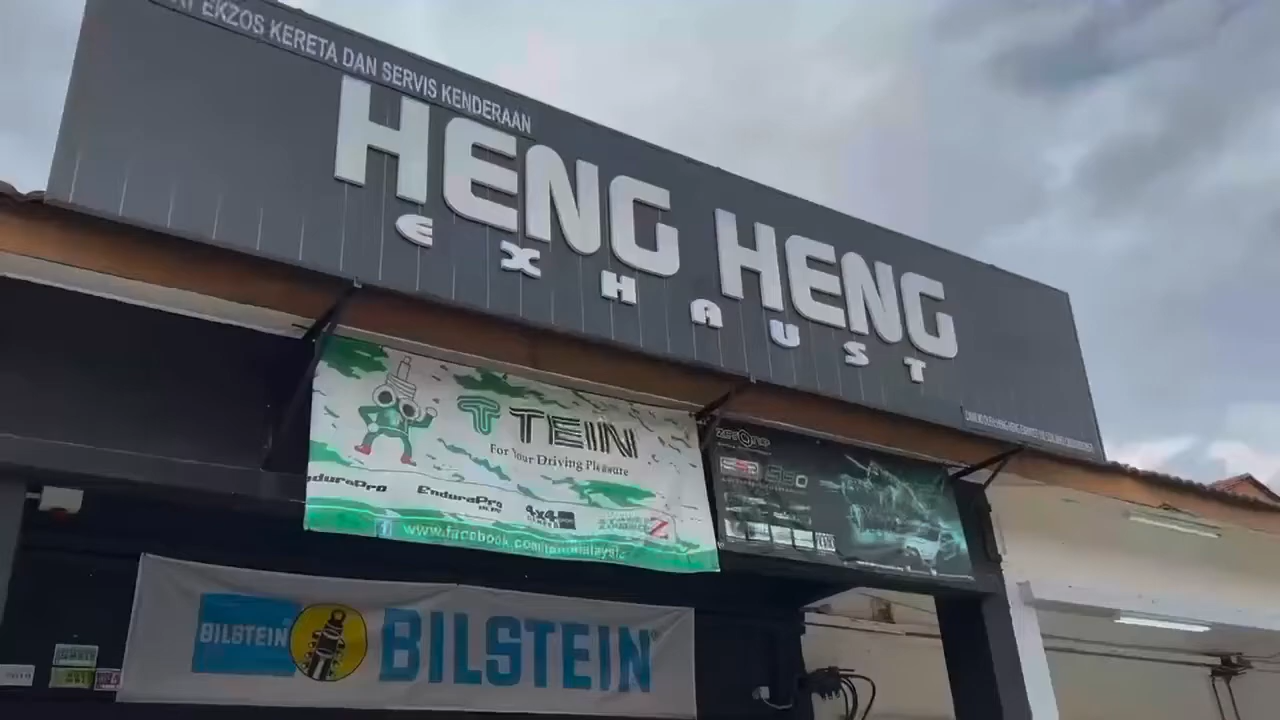 EKZOS KERETA DAN SERVIS KENDERAAN
HENG HENG
EXHAUST
TEIN
For Your Driving Pleasure
EnduraPro
EnduraPro
4x4
Z
www.facebook.com/
BILSTEIN
BILSTEIN